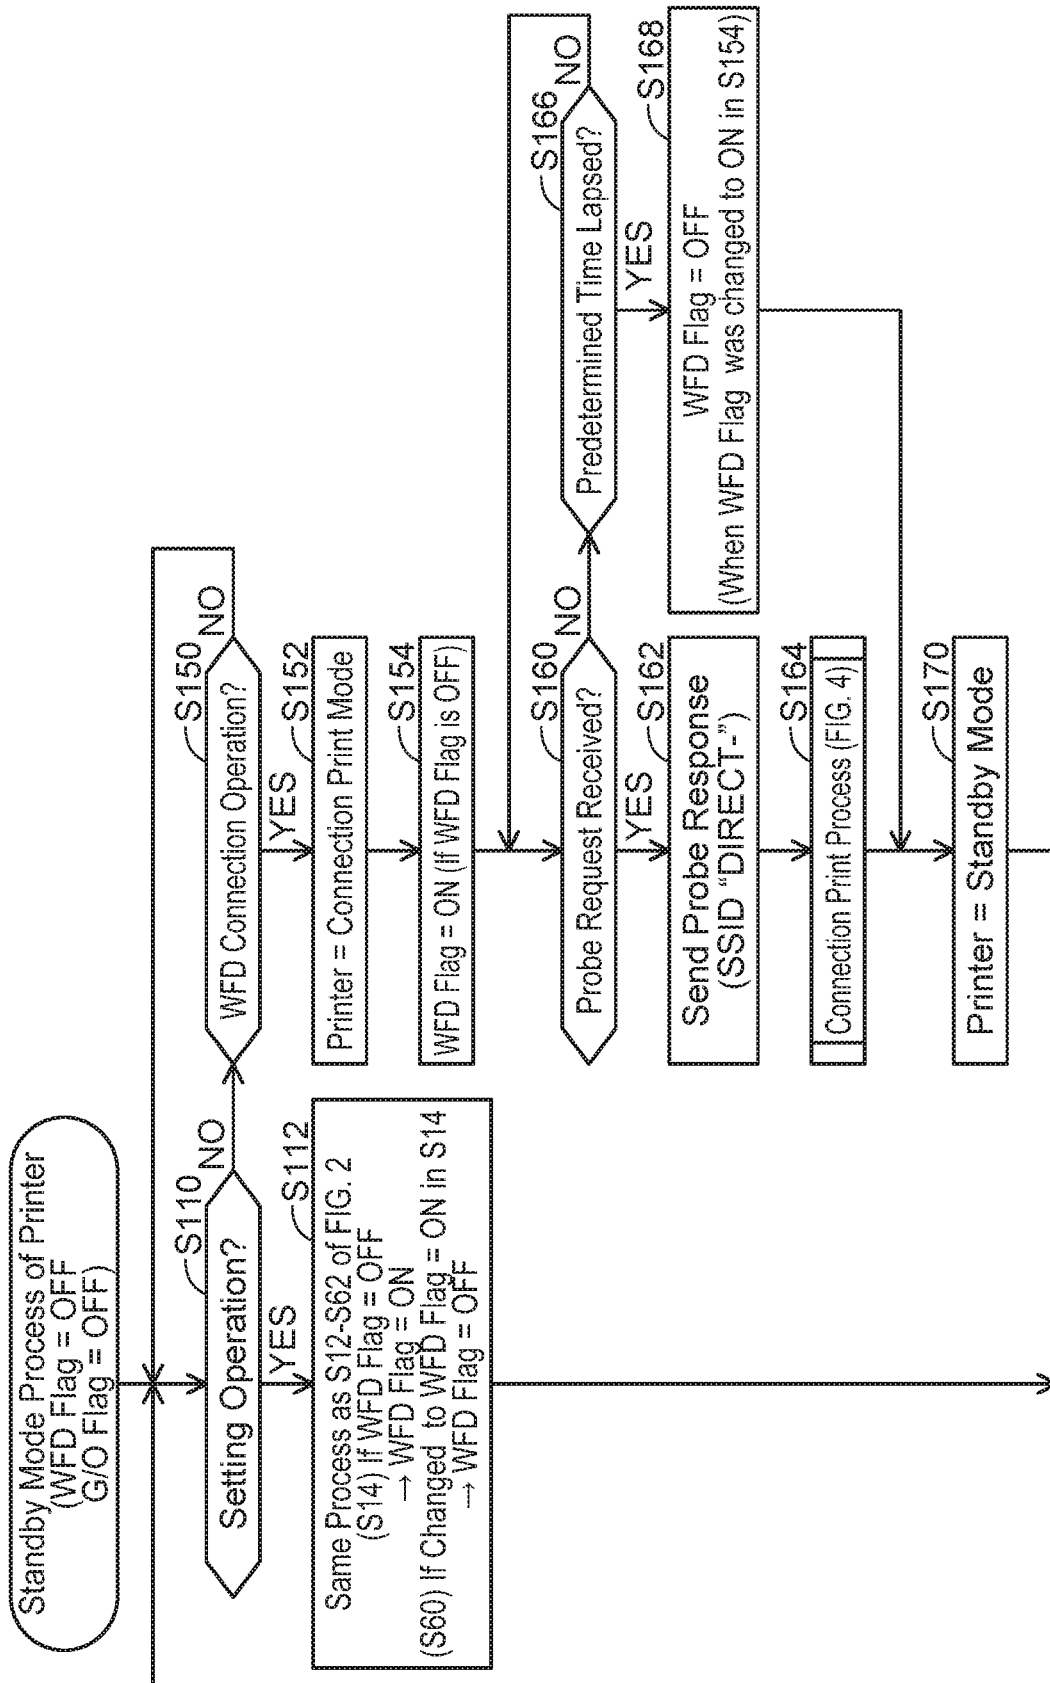 Standby Mode Process of Printer
(WFD Flag = OFF
G/O Flag = OFF)
S110
Setting Operation?
NO
YES
S112
Same Process as S12-S62 of FIG. 2
(S14) If WFD Flag = OFF
→ WFD Flag = ON
(S60) If Changed to WFD Flag = ON in S14
→ WFD Flag = OFF
S150
WFD Connection Operation?
NO
YES
S152
Printer = Connection Print Mode
S154
WFD Flag = ON (If WFD Flag is OFF)
S160
Probe Request Received?
NO
YES
S162
Send Probe Response
(SSID "DIRECT-")
S164
Connection Print Process (FIG. 4)
S166
Predetermined Time Lapsed?
NO
YES
S168
WFD Flag = OFF
(When WFD Flag was changed to ON in S154)
S170
Printer = Standby Mode